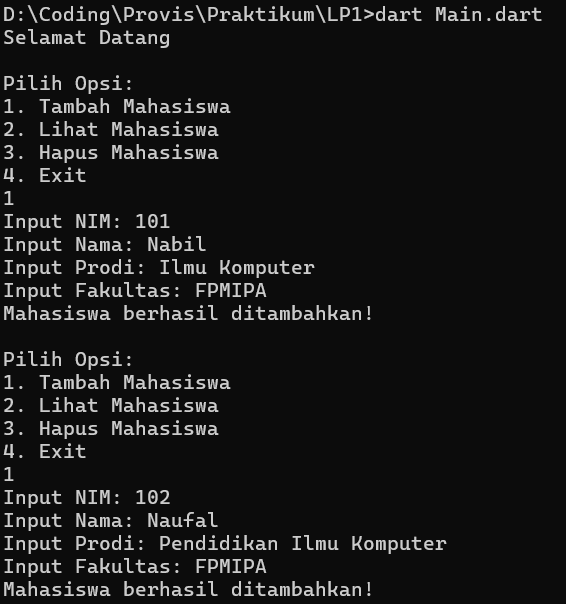 D:\Coding\Provis\Praktikum\LP1>dart Main.dart
Selamat Datang

Pilih Opsi:
1. Tambah Mahasiswa
2. Lihat Mahasiswa
3. Hapus Mahasiswa
4. Exit
1
Input NIM: 101
Input Nama: Nabil
Input Prodi: Ilmu Komputer
Input Fakultas: FPMIPA
Mahasiswa berhasil ditambahkan!

Pilih Opsi:
1. Tambah Mahasiswa
2. Lihat Mahasiswa
3. Hapus Mahasiswa
4. Exit
1
Input NIM: 102
Input Nama: Naufal
Input Prodi: Pendidikan Ilmu Komputer
Input Fakultas: FPMIPA
Mahasiswa berhasil ditambahkan!